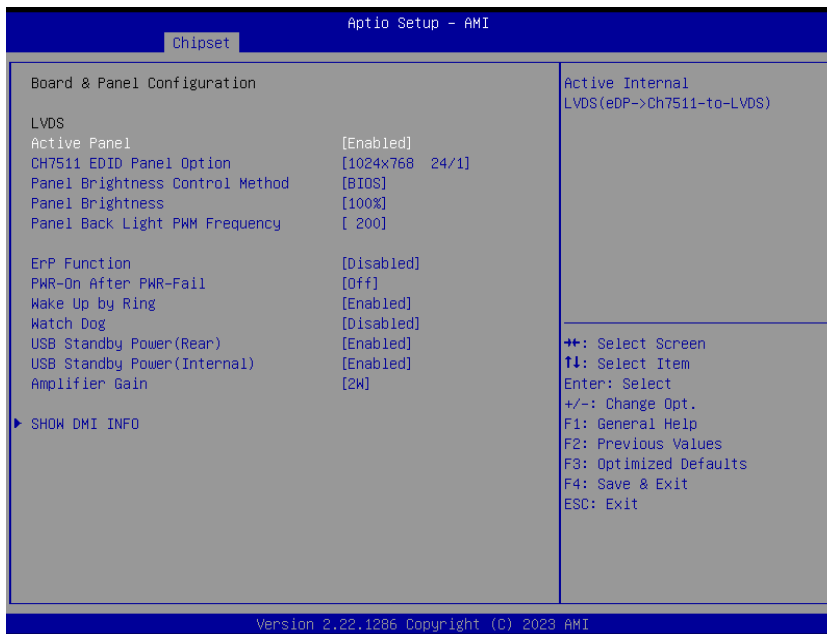 Aptio Setup - AMI
Chipset
Board & Panel Configuration
LVDS
Active Panel [Enabled]
CH7511 EDID Panel Option [1024x768 24/1]
Panel Brightness Control Method [BIOS]
Panel Brightness [100%]
Panel Back Light PWM Frequency [ 200]
ErP Function [Disabled]
PWR-On After PWR-Fail [Off]
Wake Up by Ring [Enabled]
Watch Dog [Disabled]
USB Standby Power(Rear) [Enabled]
USB Standby Power(Internal) [Enabled]
Amplifier Gain [2W]
SHOW DMI INFO
Active Internal
LVDS(eDP->Ch7511-to-LVDS)
→←: Select Screen
↑↓: Select Item
Enter: Select
+/-: Change Opt.
F1: General Help
F2: Previous Values
F3: Optimized Defaults
F4: Save & Exit
ESC: Exit
Version 2.22.1286 Copyright (C) 2023 AMI